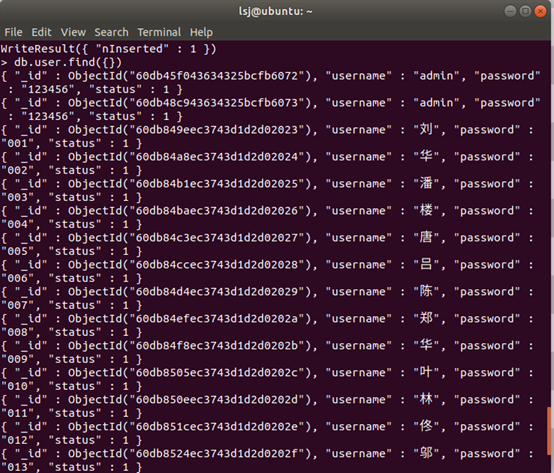 lsj@ubuntu: ~
File Edit View Search Terminal Help
WriteResult({ "nInserted" : 1 })
> db.user.find({})
{ "_id" : ObjectId("60db45f043634325bcfb6072"), "username" : "admin", "password"
 : "123456", "status" : 1 }
{ "_id" : ObjectId("60db48c943634325bcfb6073"), "username" : "admin", "password"
 : "123456", "status" : 1 }
{ "_id" : ObjectId("60db849eec3743d1d2d02023"), "username" : "刘", "password" :
"001", "status" : 1 }
{ "_id" : ObjectId("60db84a8ec3743d1d2d02024"), "username" : "华", "password" :
"002", "status" : 1 }
{ "_id" : ObjectId("60db84b1ec3743d1d2d02025"), "username" : "潘", "password" :
"003", "status" : 1 }
{ "_id" : ObjectId("60db84baec3743d1d2d02026"), "username" : "楼", "password" :
"004", "status" : 1 }
{ "_id" : ObjectId("60db84c3ec3743d1d2d02027"), "username" : "唐", "password" :
"005", "status" : 1 }
{ "_id" : ObjectId("60db84ccec3743d1d2d02028"), "username" : "吕", "password" :
"006", "status" : 1 }
{ "_id" : ObjectId("60db84d4ec3743d1d2d02029"), "username" : "陈", "password" :
"007", "status" : 1 }
{ "_id" : ObjectId("60db84efec3743d1d2d0202a"), "username" : "郑", "password" :
"008", "status" : 1 }
{ "_id" : ObjectId("60db84f8ec3743d1d2d0202b"), "username" : "华", "password" :
"009", "status" : 1 }
{ "_id" : ObjectId("60db8505ec3743d1d2d0202c"), "username" : "叶", "password" :
"010", "status" : 1 }
{ "_id" : ObjectId("60db850eec3743d1d2d0202d"), "username" : "林", "password" :
"011", "status" : 1 }
{ "_id" : ObjectId("60db851cec3743d1d2d0202e"), "username" : "佟", "password" :
"012", "status" : 1 }
{ "_id" : ObjectId("60db8524ec3743d1d2d0202f"), "username" : "邬", "password" :
"013", "status" : 1 }